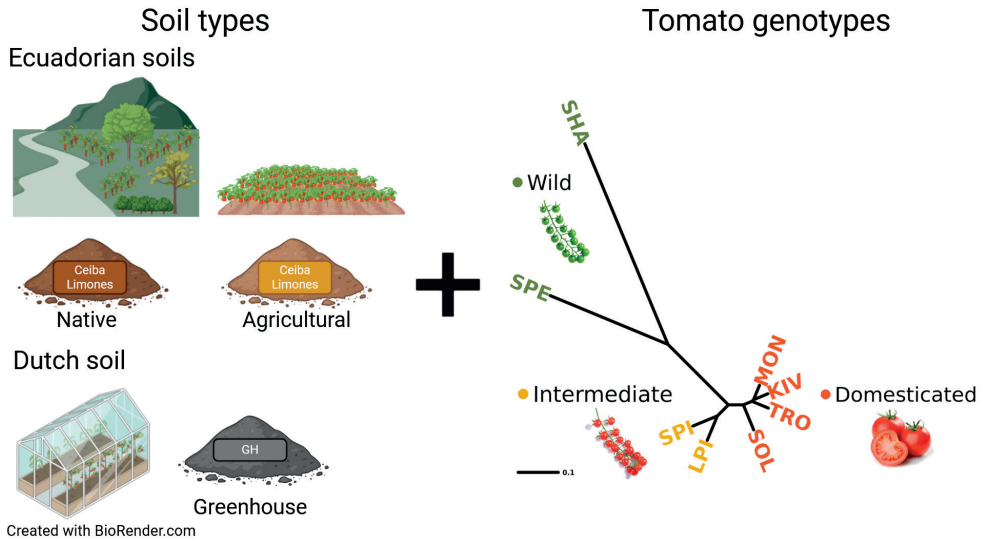 Soil types
Tomato genotypes
Ecuadorian soils
SHA
Wild
Ceiba
Limones
Ceiba
Limones
SPE
Native
Agricultural
Dutch soil
MON
KIV
Intermediate
Domesticated
TRO
SPI
LPI
SOL
GH
0.1
Greenhouse
Created with BioRender.com